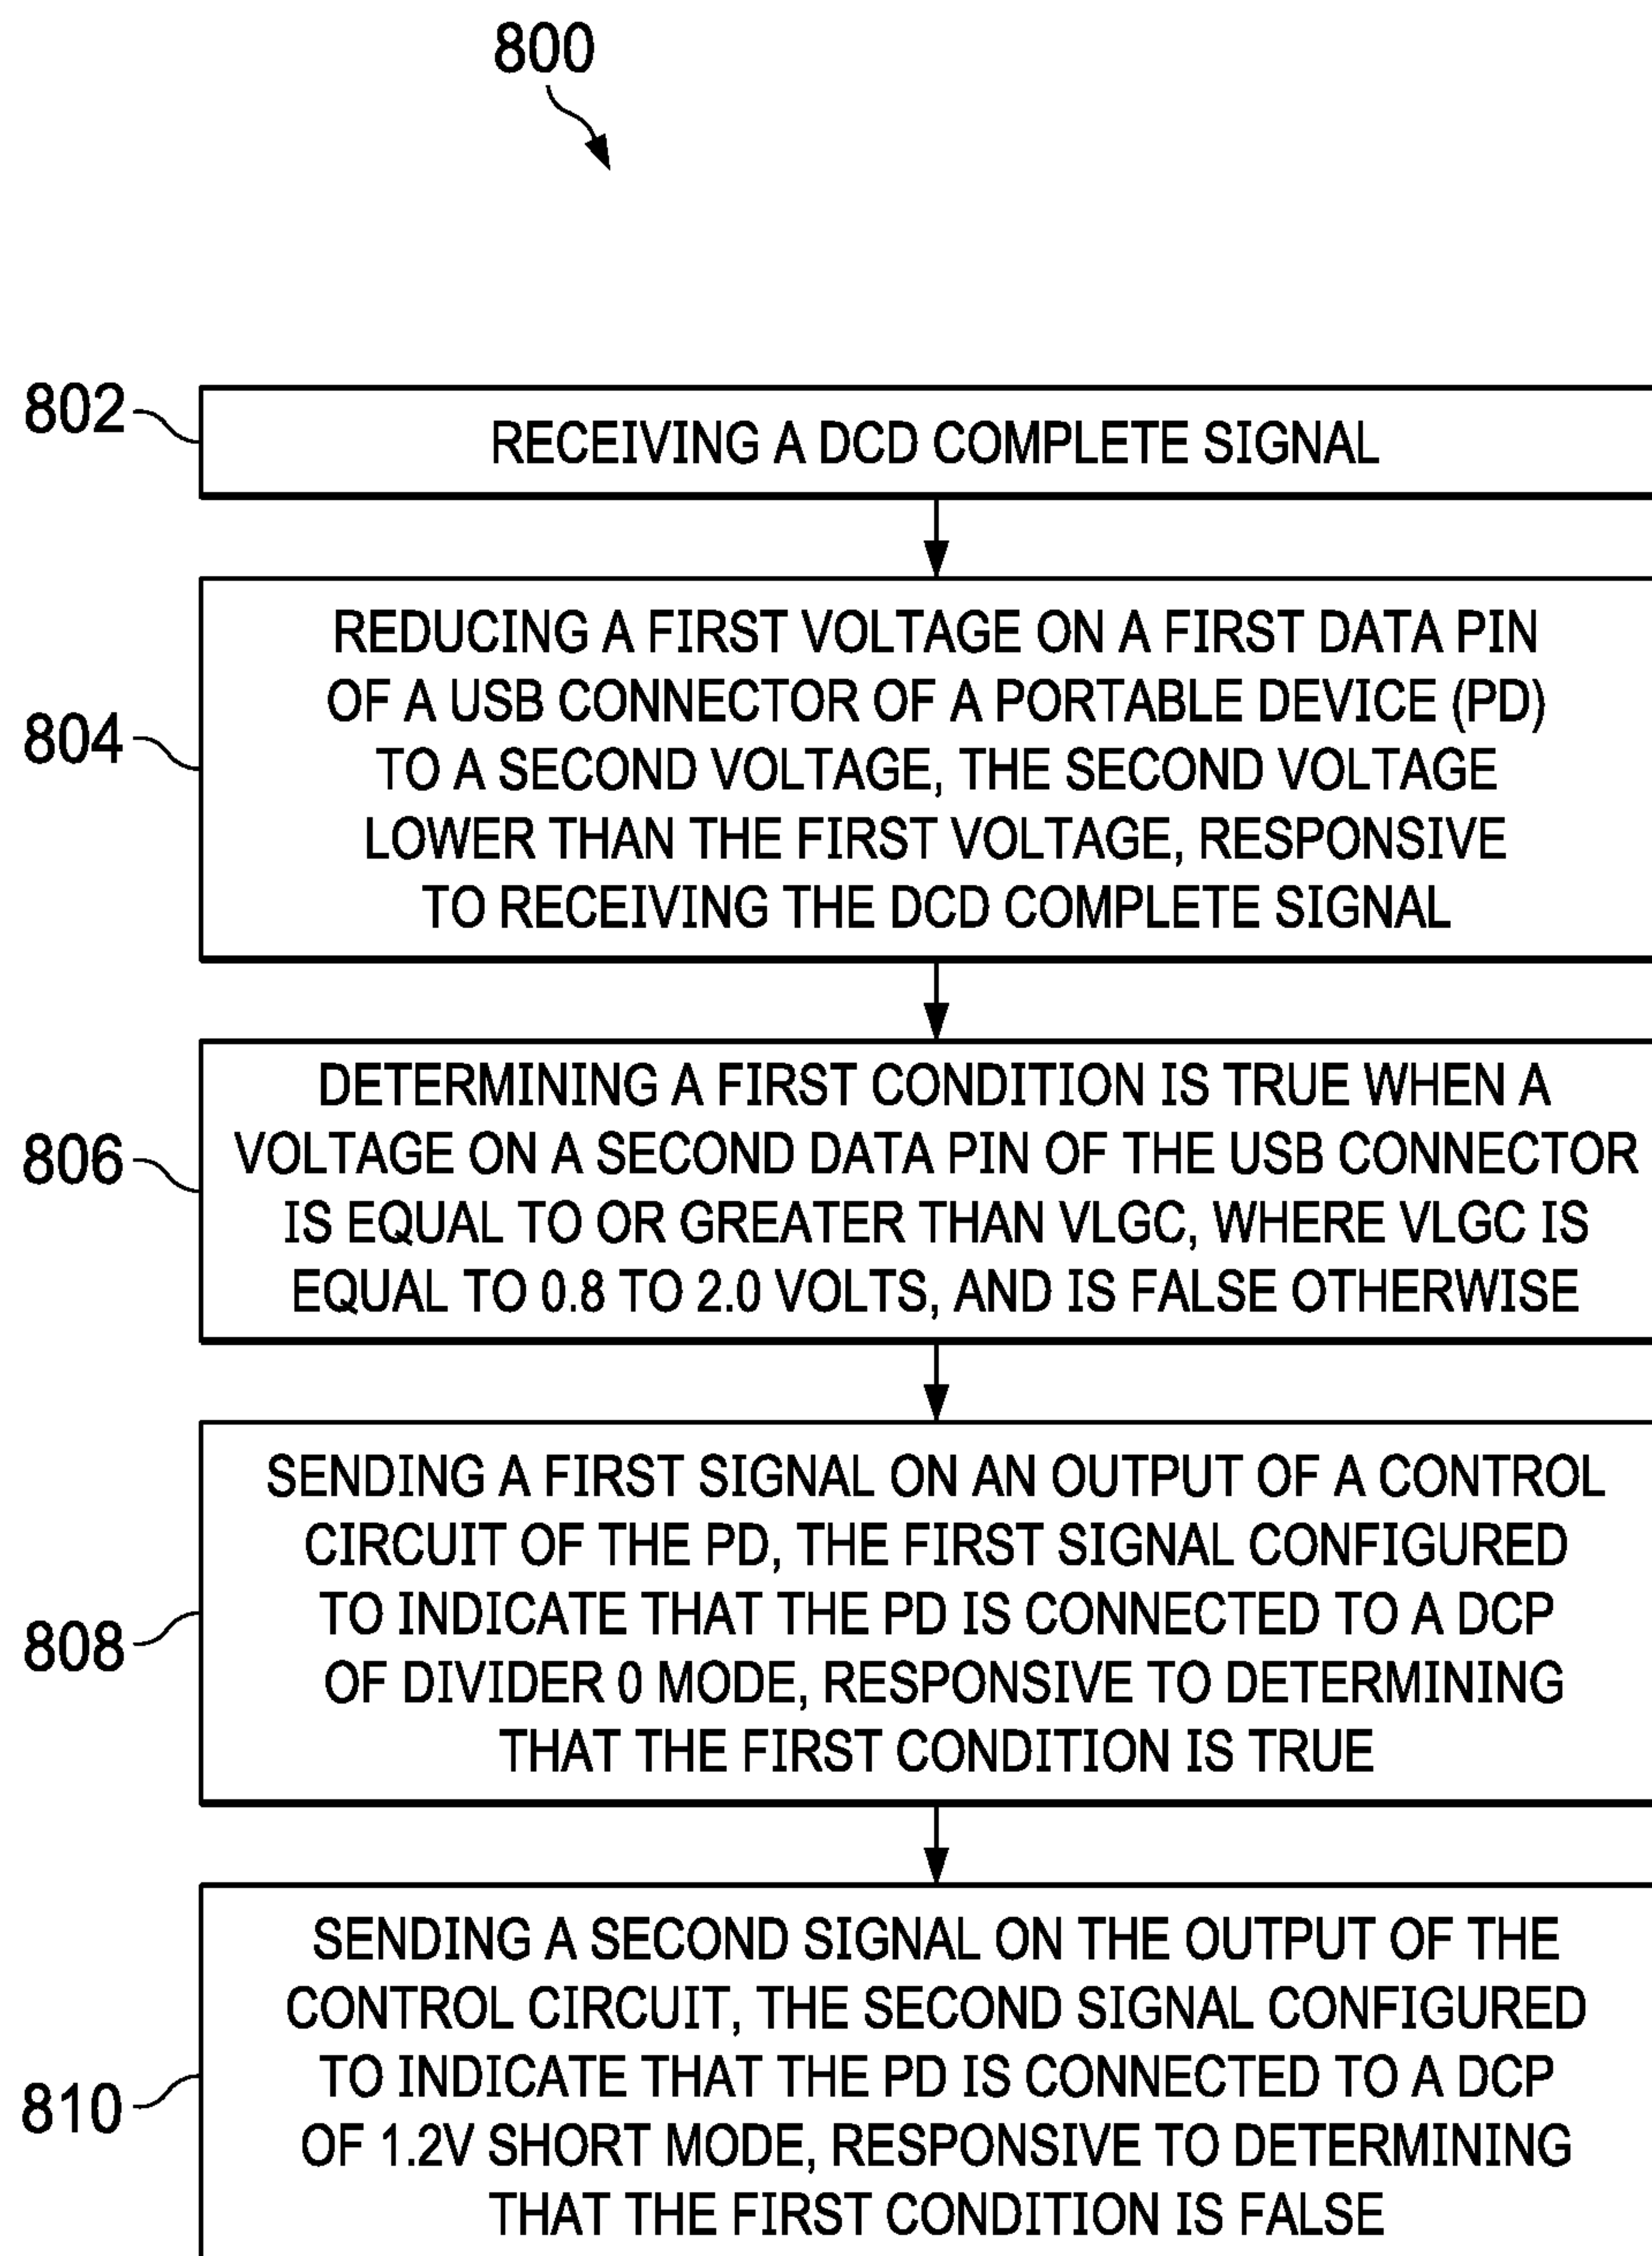 800
802
RECEIVING A DCD COMPLETE SIGNAL
804
REDUCING A FIRST VOLTAGE ON A FIRST DATA PIN
OF A USB CONNECTOR OF A PORTABLE DEVICE (PD)
TO A SECOND VOLTAGE, THE SECOND VOLTAGE
LOWER THAN THE FIRST VOLTAGE, RESPONSIVE
TO RECEIVING THE DCD COMPLETE SIGNAL
806
DETERMINING A FIRST CONDITION IS TRUE WHEN A
VOLTAGE ON A SECOND DATA PIN OF THE USB CONNECTOR
IS EQUAL TO OR GREATER THAN VLGC, WHERE VLGC IS
EQUAL TO 0.8 TO 2.0 VOLTS, AND IS FALSE OTHERWISE
808
SENDING A FIRST SIGNAL ON AN OUTPUT OF A CONTROL
CIRCUIT OF THE PD, THE FIRST SIGNAL CONFIGURED
TO INDICATE THAT THE PD IS CONNECTED TO A DCP
OF DIVIDER 0 MODE, RESPONSIVE TO DETERMINING
THAT THE FIRST CONDITION IS TRUE
810
SENDING A SECOND SIGNAL ON THE OUTPUT OF THE
CONTROL CIRCUIT, THE SECOND SIGNAL CONFIGURED
TO INDICATE THAT THE PD IS CONNECTED TO A DCP
OF 1.2V SHORT MODE, RESPONSIVE TO DETERMINING
THAT THE FIRST CONDITION IS FALSE